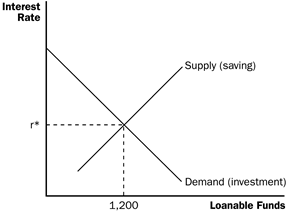 Interest
Rate
Supply (saving)
r*
Demand (investment)
1,200
Loanable Funds